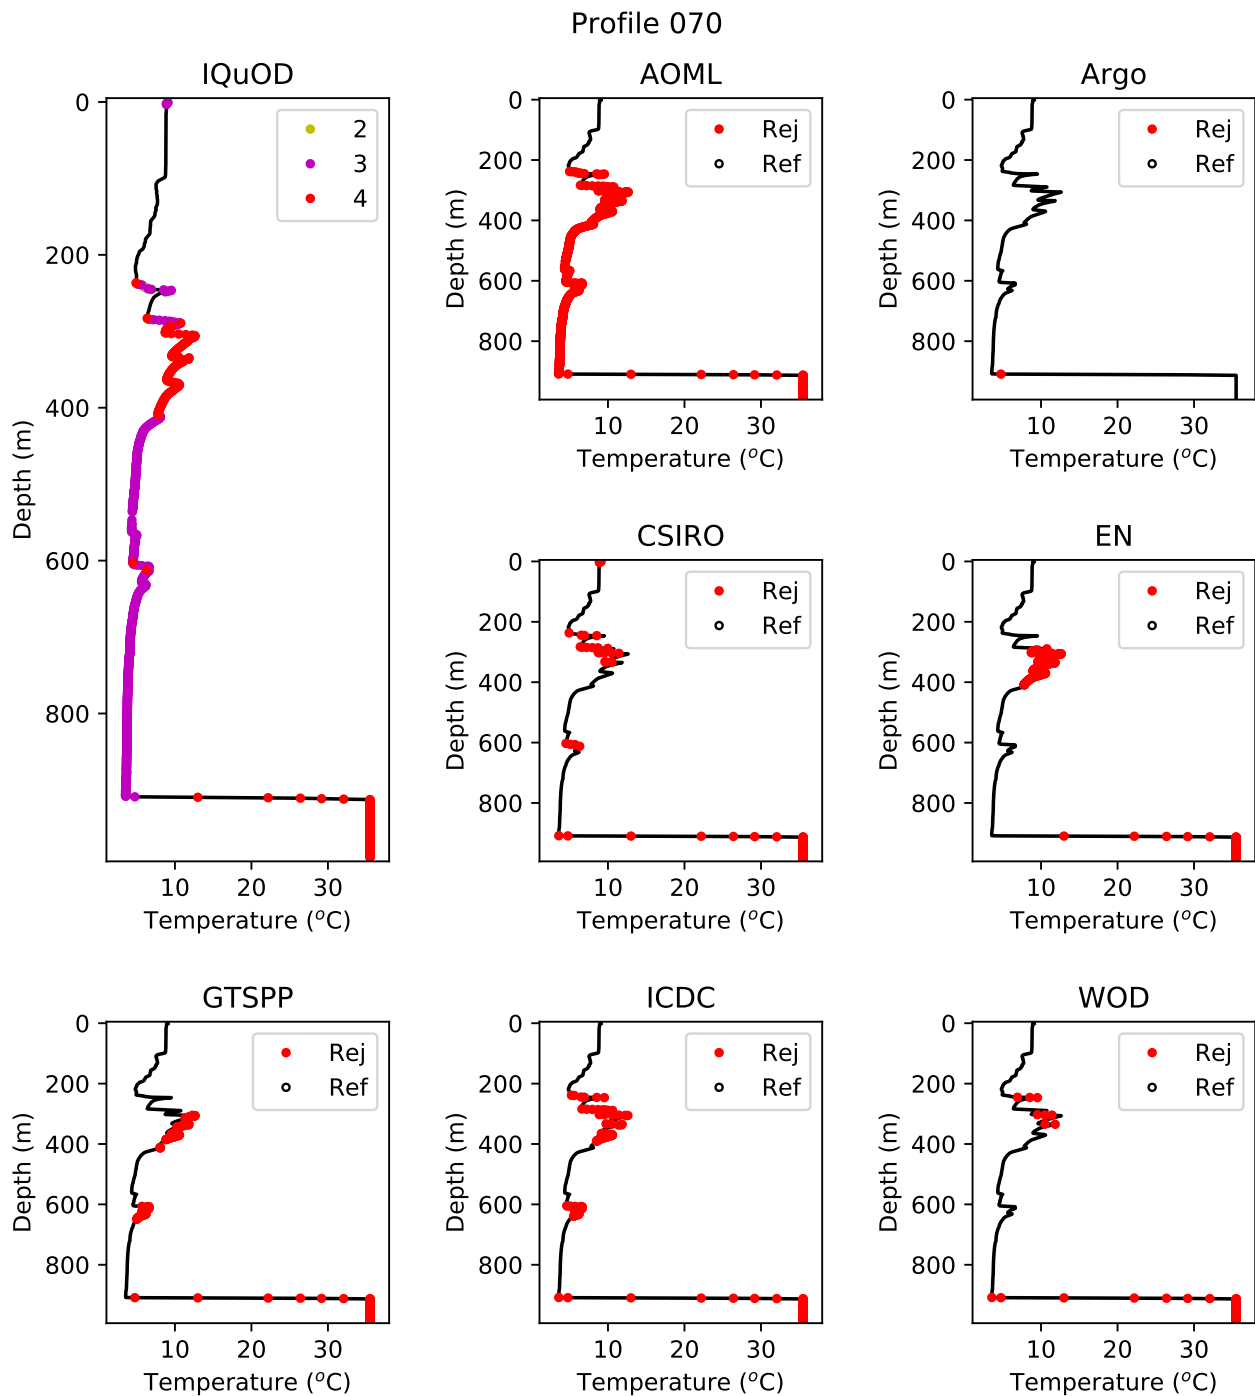 Profile 070
IQuOD
0
200
400
600
800
Depth (m)
10 20 30
Temperature (°C)
2
3
4
AOML
0
200
400
600
800
Depth (m)
10 20 30
Temperature (°C)
Rej
Ref
Argo
0
200
400
600
800
Depth (m)
10 20 30
Temperature (°C)
Rej
Ref
CSIRO
0
200
400
600
800
Depth (m)
10 20 30
Temperature (°C)
Rej
Ref
EN
0
200
400
600
800
Depth (m)
10 20 30
Temperature (°C)
Rej
Ref
GTSPP
0
200
400
600
800
Depth (m)
10 20 30
Temperature (°C)
Rej
Ref
ICDC
0
200
400
600
800
Depth (m)
10 20 30
Temperature (°C)
Rej
Ref
WOD
0
200
400
600
800
Depth (m)
10 20 30
Temperature (°C)
Rej
Ref